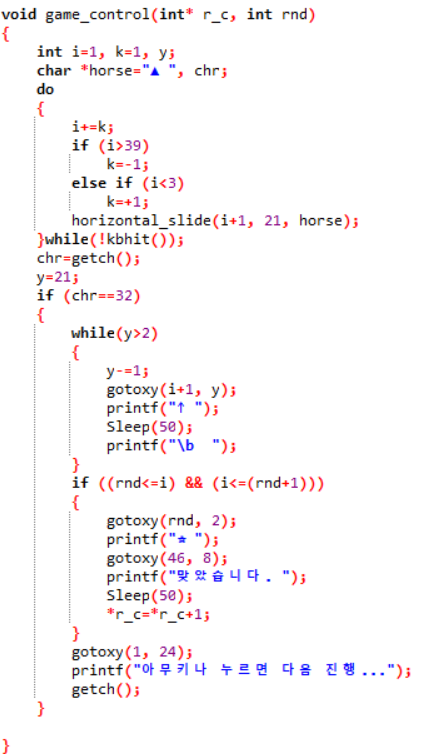 void game_control(int* r_c, int rnd)
{
    int i=1, k=1, y;
    char *horse="▲ ", chr;
    do
    {
        i+=k;
        if (i>39)
            k=-1;
        else if (i<3)
            k=+1;
        horizontal_slide(i+1, 21, horse);
    }while(!kbhit());
    chr=getch();
    y=21;
    if (chr==32)
    {
        while(y>2)
        {
            y-=1;
            gotoxy(i+1, y);
            printf("↑ ");
            Sleep(50);
            printf("\b  ");
        }
        if ((rnd<=i) && (i<=(rnd+1)))
        {
            gotoxy(rnd, 2);
            printf("☆ ");
            gotoxy(46, 8);
            printf("맞았습니다. ");
            Sleep(50);
            *r_c=*r_c+1;
        }
        gotoxy(1, 24);
        printf("아무키나 누르면 다음 진행...");
        getch();
    }
}